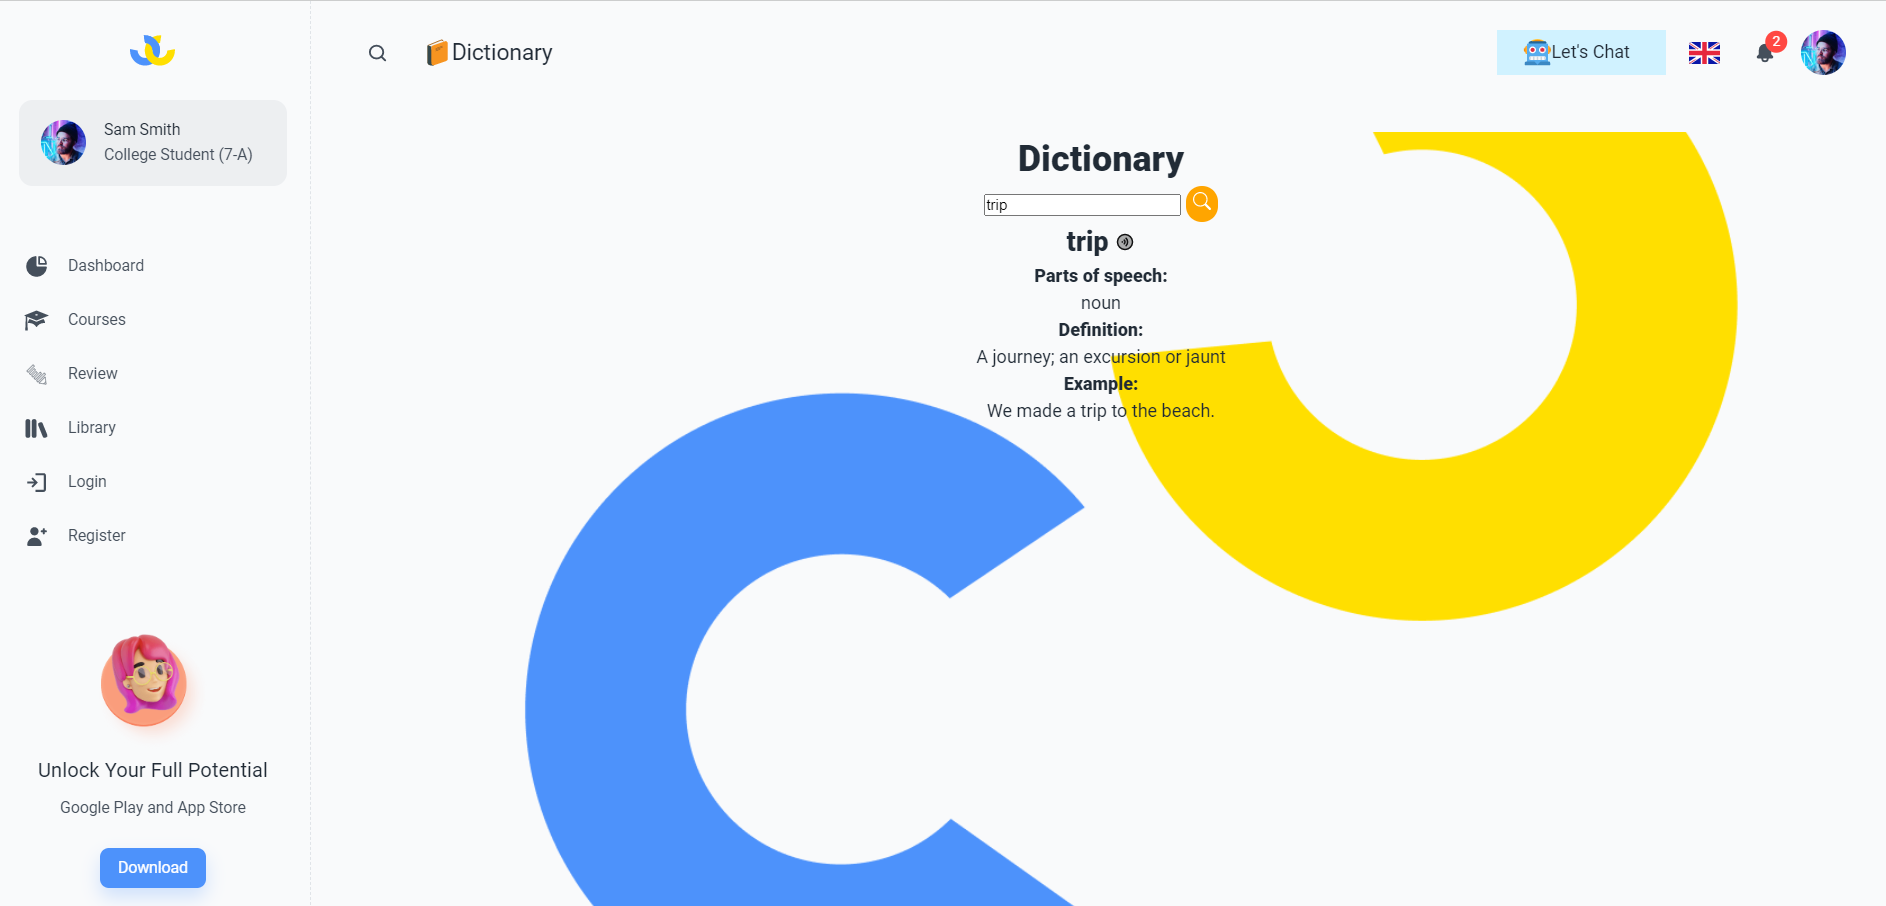 Sam Smith
College Student (7-A)
Dashboard
Courses
Review
Library
Login
Register
Unlock Your Full Potential
Google Play and App Store
Download
Dictionary
Let's Chat
2
Dictionary
trip
trip
Parts of speech:
noun
Definition:
A journey; an excursion or jaunt
Example:
We made a trip to the beach.